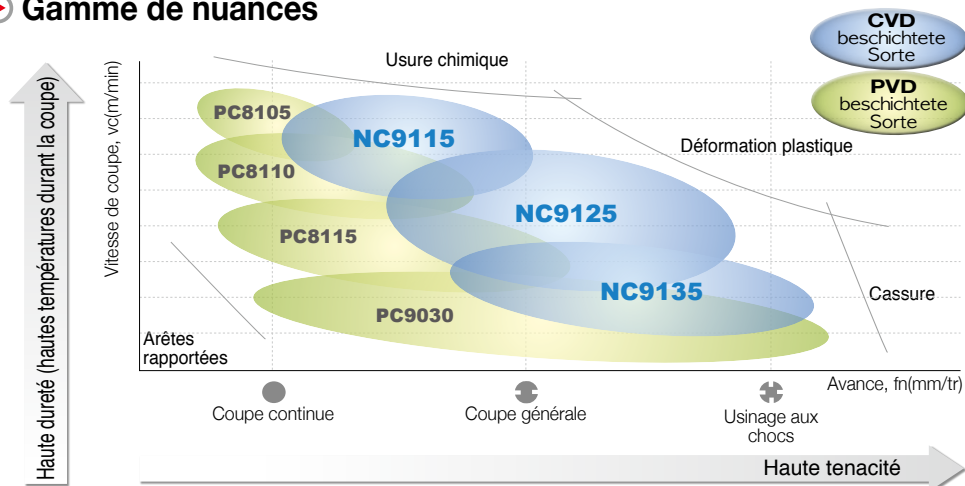 Gamme de nuances
CVD
beschichtete
Sorte
PVD
beschichtete
Sorte
Haute dureté (hautes températures durant la coupe)
Vitesse de coupe, vc(m/min)
Usure chimique
Déformation plastique
Cassure
Arêtes
rapportées
PC8105
NC9115
PC8110
NC9125
PC8115
NC9135
PC9030
Avance, fn(mm/tr)
Coupe continue
Coupe générale
Usinage aux
chocs
Haute tenacité